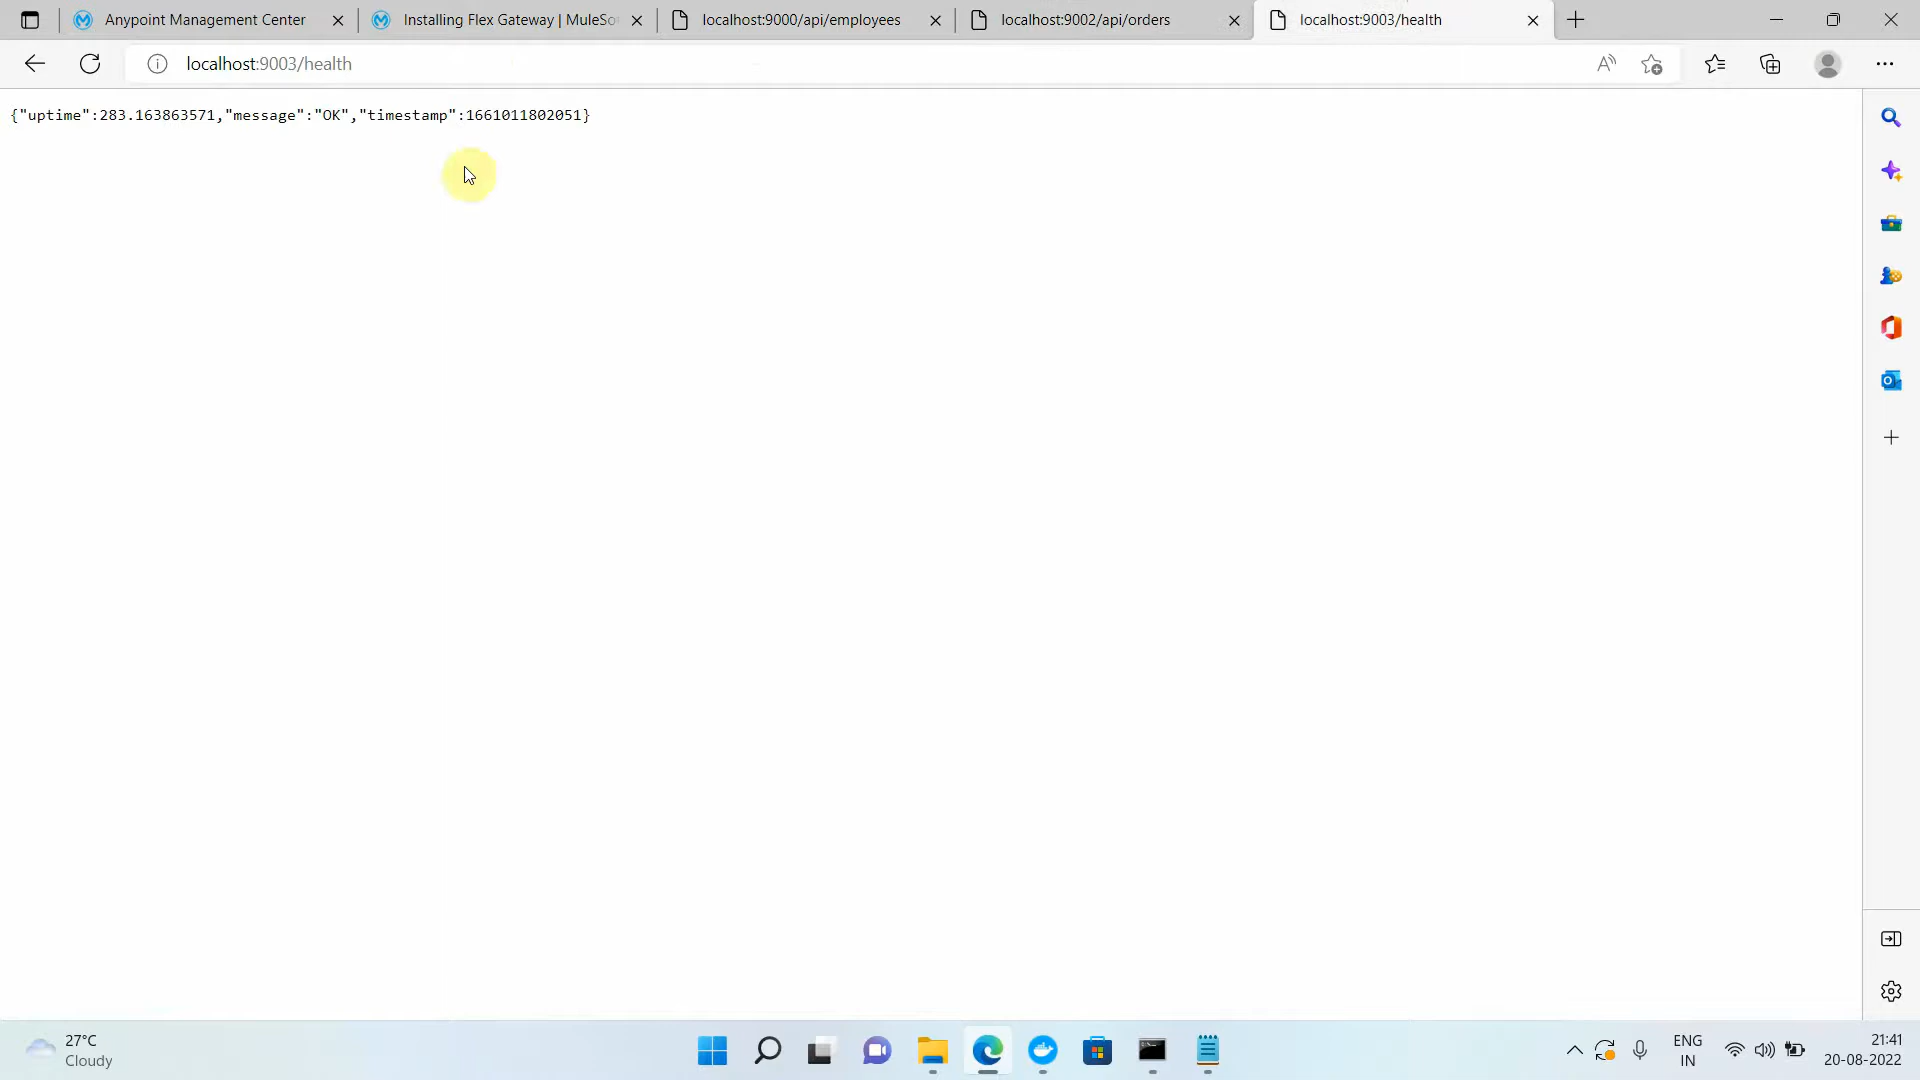 Anypoint Management Center
Installing Flex Gateway | MuleSo
localhost:9000/api/employees
localhost:9002/api/orders
localhost:9003/health
localhost:9003/health
{"uptime":283.163863571,"message":"OK","timestamp":1661011802051}
27°C
Cloudy
ENG
IN
21:41
20-08-2022